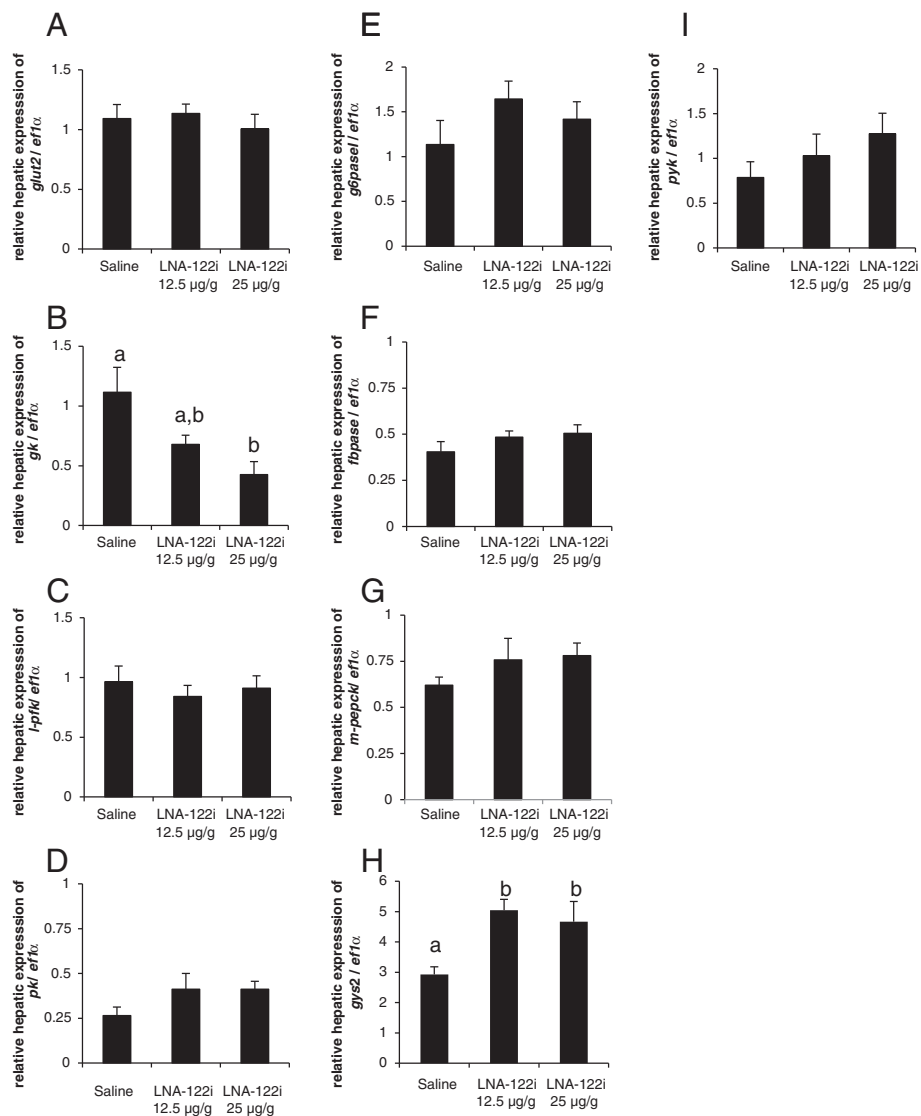 A
relative hepatic expresssion of
glut2 / ef1α
1.5
1
0.5
0
Saline
LNA-122i
12.5 µg/g
LNA-122i
25 µg/g
B
relative hepatic expresssion of
gk / ef1α
1.5
1
0.5
0
a
a,b
b
Saline
LNA-122i
12.5 µg/g
LNA-122i
25 µg/g
C
relative hepatic expresssion of
l-pfk/ ef1α
1.5
1
0.5
0
Saline
LNA-122i
12.5 µg/g
LNA-122i
25 µg/g
D
relative hepatic expresssion of
pk/ ef1α
1
0.75
0.5
0.25
0
Saline
LNA-122i
12.5 µg/g
LNA-122i
25 µg/g
E
relative hepatic expresssion of
g6paseI / ef1α
2
1.5
1
0.5
0
Saline
LNA-122i
12.5 µg/g
LNA-122i
25 µg/g
F
relative hepatic expresssion of
fbpase / ef1α
1
0.75
0.5
0.25
0
Saline
LNA-122i
12.5 µg/g
LNA-122i
25 µg/g
G
relative hepatic expresssion of
m-pepck/ ef1α
1
0.75
0.5
0.25
0
Saline
LNA-122i
12.5 µg/g
LNA-122i
25 µg/g
H
relative hepatic expresssion of
gys2 / ef1α
6
5
4
3
2
1
0
a
b
b
Saline
LNA-122i
12.5 µg/g
LNA-122i
25 µg/g
I
relative hepatic expresssion of
pyk / ef1α
2
1.5
1
0.5
0
Saline
LNA-122i
12.5 µg/g
LNA-122i
25 µg/g